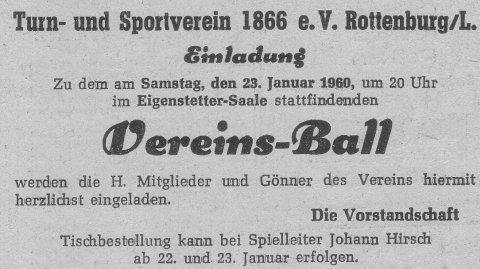 Turn- und Sportverein 1866 e. V. Rottenburg/L.
Einladung
Zu dem am Samstag, den 23. Januar 1960, um 20 Uhr
im Eigenstetter-Saale stattfindenden
Vereins-Ball
werden die H. Mitglieder und Gönner des Vereins hiermit
herzlichst eingeladen.
Die Vorstandschaft
Tischbestellung kann bei Spielleiter Johann Hirsch
ab 22. und 23. Januar erfolgen.